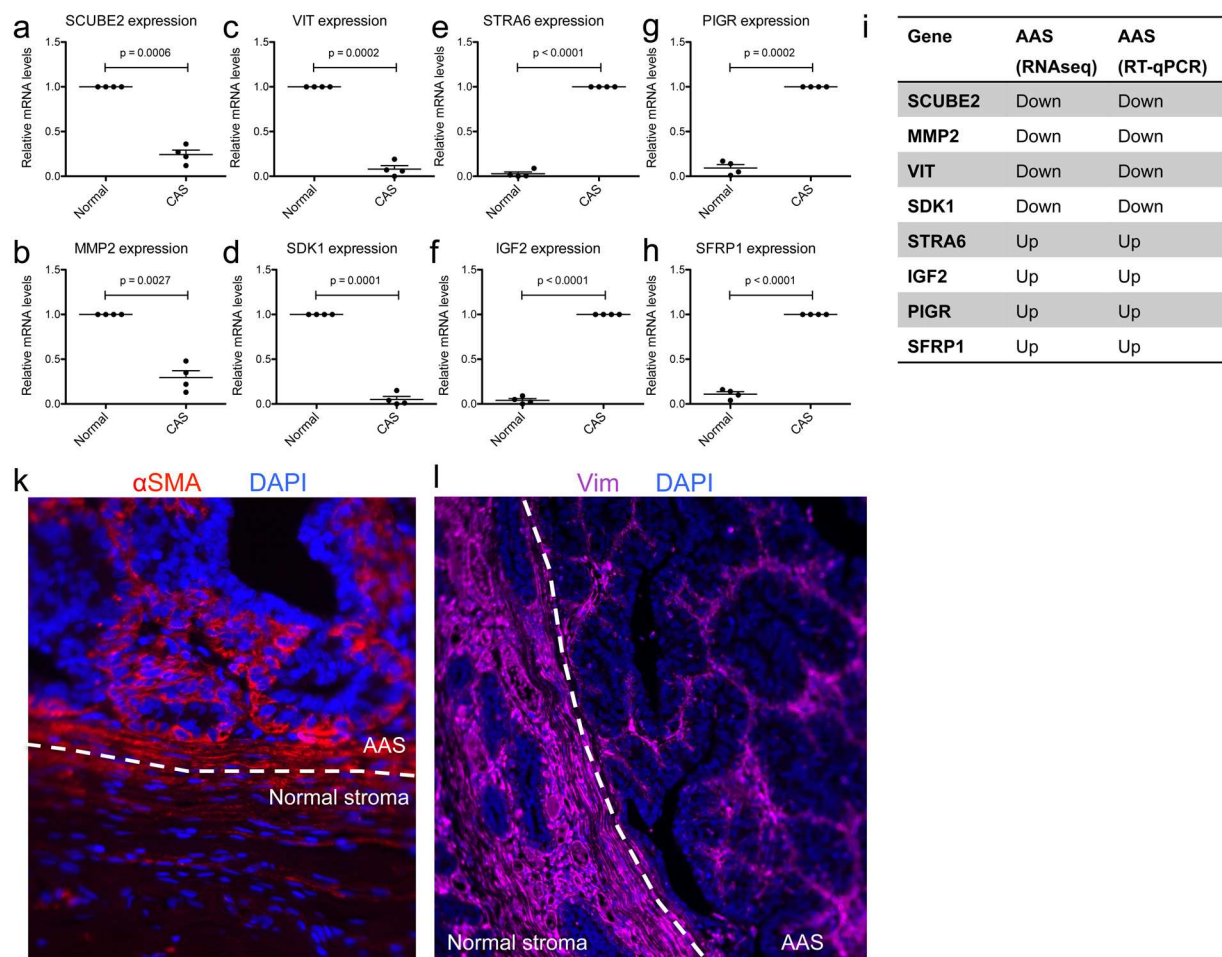 a
SCUBE2 expression
Relative mRNA levels
1.5
1.0
0.5
0.0
p = 0.0006
Normal
CAS
c
VIT expression
Relative mRNA levels
1.5
1.0
0.5
0.0
p = 0.0002
Normal
CAS
e
STRA6 expression
Relative mRNA levels
1.5
1.0
0.5
0.0
p < 0.0001
Normal
CAS
g
PIGR expression
Relative mRNA levels
1.5
1.0
0.5
0.0
p = 0.0002
Normal
CAS
b
MMP2 expression
Relative mRNA levels
1.5
1.0
0.5
0.0
p = 0.0027
Normal
CAS
d
SDK1 expression
Relative mRNA levels
1.5
1.0
0.5
0.0
p = 0.0001
Normal
CAS
f
IGF2 expression
Relative mRNA levels
1.5
1.0
0.5
0.0
p < 0.0001
Normal
CAS
h
SFRP1 expression
Relative mRNA levels
1.5
1.0
0.5
0.0
p < 0.0001
Normal
CAS
i
Gene AAS AAS
(RNAseq) (RT-qPCR)
SCUBE2 Down Down
MMP2 Down Down
VIT Down Down
SDK1 Down Down
STRA6 Up Up
IGF2 Up Up
PIGR Up Up
SFRP1 Up Up
k
αSMA DAPI
AAS
Normal stroma
l
Vim DAPI
Normal stroma AAS